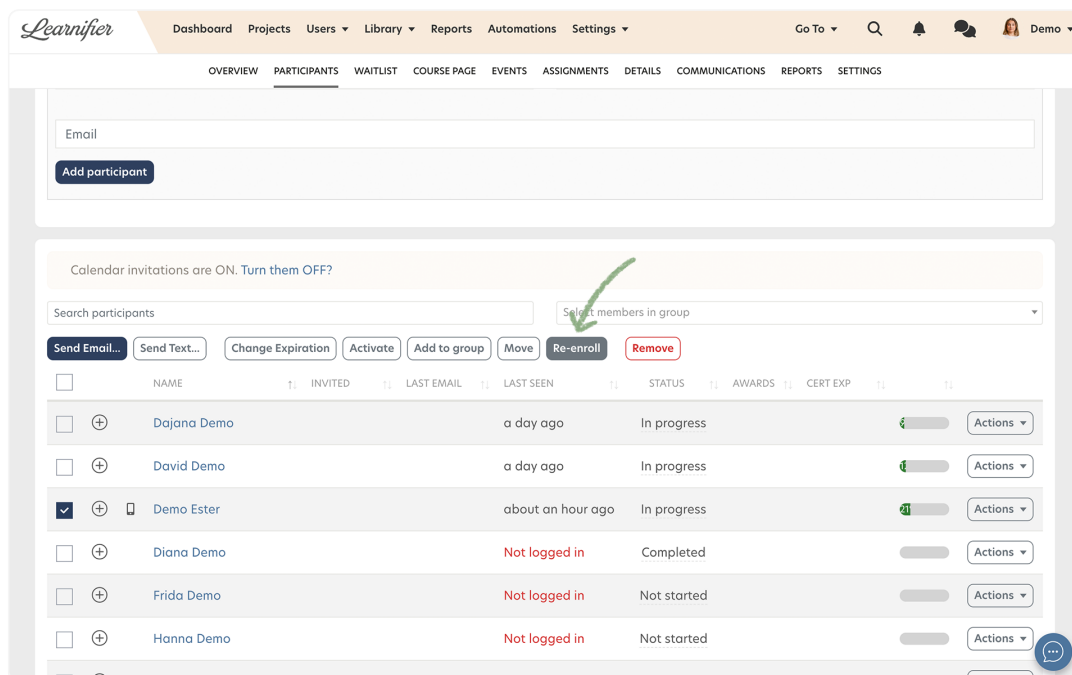 Learnifier Dashboard Projects Users Library Reports Automations Settings Go To Demo
OVERVIEW PARTICIPANTS WAITLIST COURSE PAGE EVENTS ASSIGNMENTS DETAILS COMMUNICATIONS REPORTS SETTINGS
Email
Add participant
Calendar invitations are ON. Turn them OFF?
Search participants Select members in group
Send Email... Send Text... Change Expiration Activate Add to group Move Re-enroll Remove
NAME INVITED LAST EMAIL LAST SEEN STATUS AWARDS CERT EXP
Dajana Demo a day ago In progress Actions
David Demo a day ago In progress Actions
Demo Ester about an hour ago In progress Actions
Diana Demo Not logged in Completed Actions
Frida Demo Not logged in Not started Actions
Hanna Demo Not logged in Not started Actions